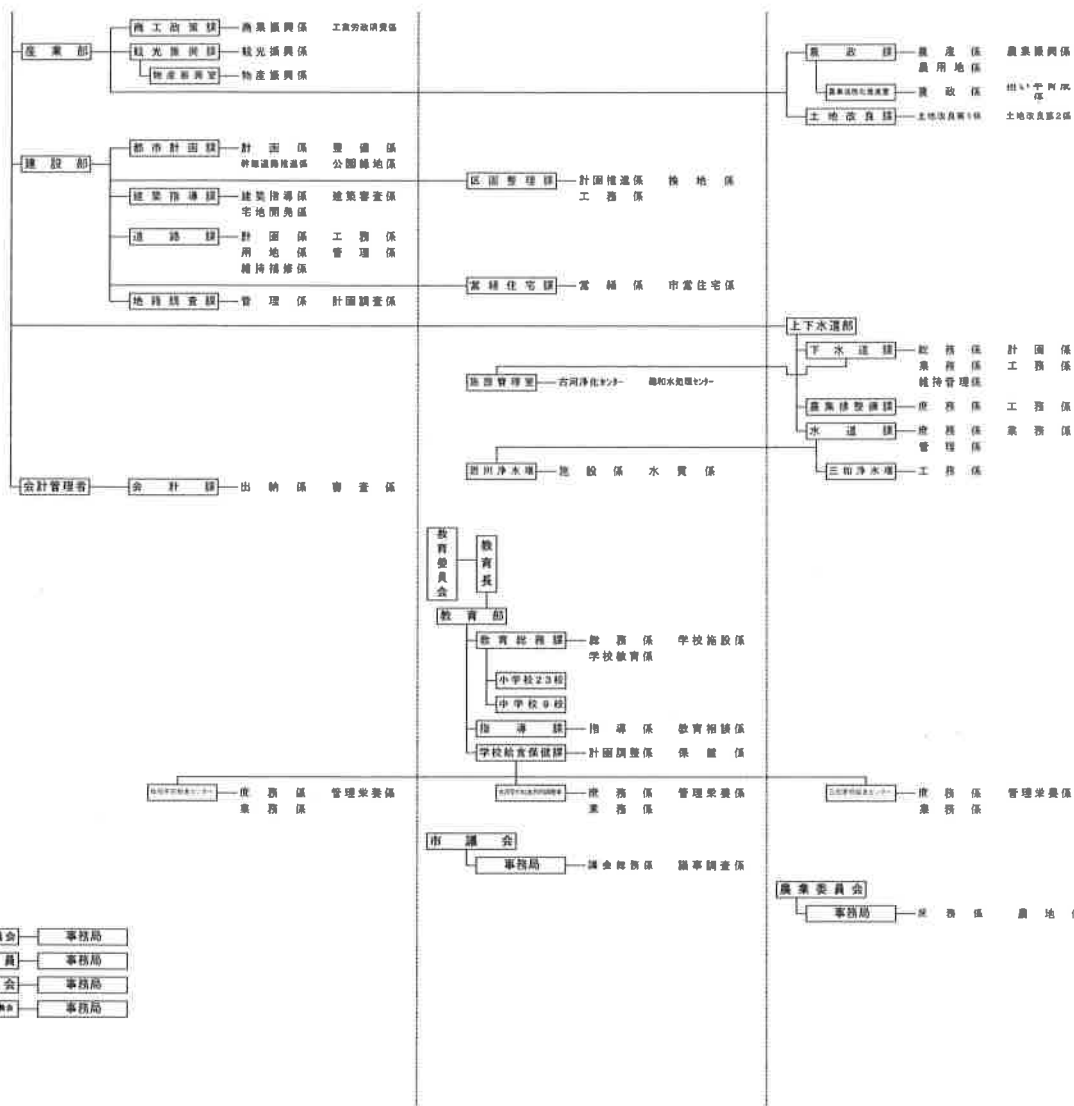 産業部
商工政策課 商業振興係 工業労政消費係
観光振興課 観光振興係
物産振興室 物産振興係
農政課 農産係 農業振興係
農用地係
農政係
土地改良課 土地改良第1係 土地改良第2係
建設部
都市計画課 計画係 整備係
幹線道路推進係 公園緑地係
区画整理課 計画推進係 換地係
工務係
建築指導課 建築指導係 建築審査係
宅地開発係
道路課 計画係 工務係
用地係 管理係
維持補修係
営繕住宅課 営繕係 市営住宅係
地籍調査課 管理係 計画調査係
上下水道部
下水道課 総務係 計画係
業務係 工務係
維持管理係
施設管理室 古河浄化センター 総和水処理センター
農集排整備課 庶務係 工務係
水道課 庶務係 業務係
管理係
思川浄水場 施設係 水質係
三和浄水場 工務係
会計管理者 会計課 出納係 審査係
教育委員会
教育長
教育部
教育総務課 総務係 学校施設係
学校教育係
小学校23校
中学校9校
指導課 指導係 教育相談係
学校給食保健課 計画調整係 保健係
庶務係 管理栄養係
業務係
庶務係 管理栄養係
業務係
庶務係 管理栄養係
業務係
市議会
事務局 議会総務係 議事調査係
農業委員会
事務局 庶務係 農地
会 事務局
員 事務局
会 事務局
事務局